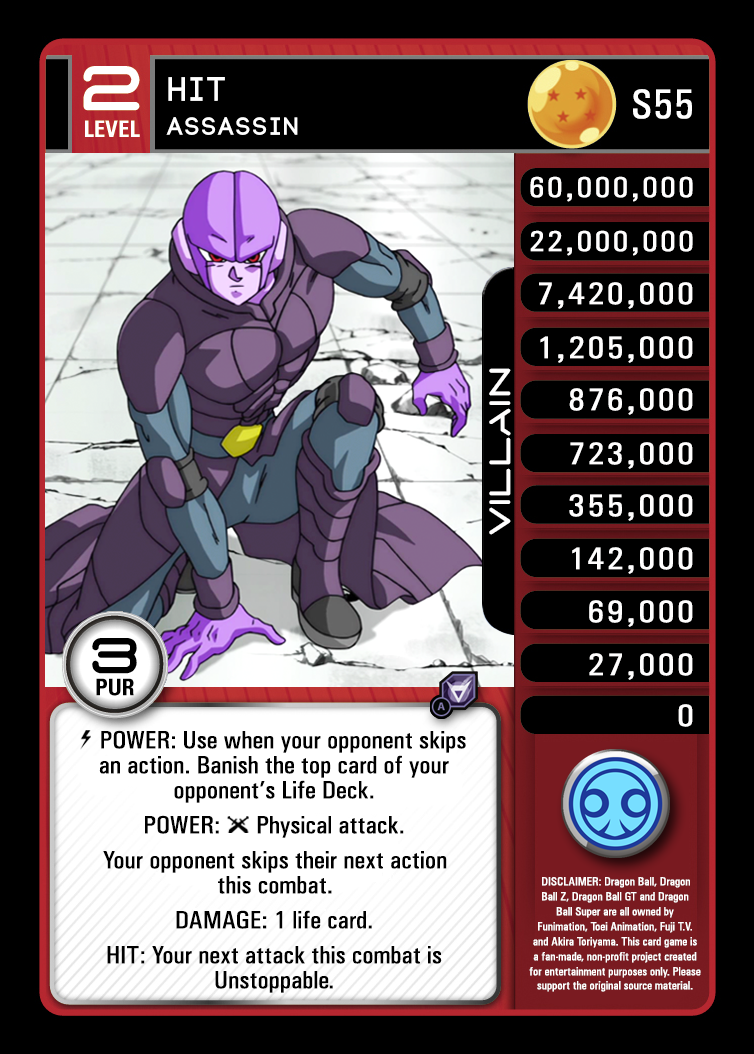 2
LEVEL
HIT
ASSASSIN
S55
60,000,000
22,000,000
7,420,000
1,205,000
876,000
723,000
355,000
142,000
69,000
27,000
0
VILLAIN
3
PUR
A
POWER: Use when your opponent skips
an action. Banish the top card of your
opponent's Life Deck.
POWER: Physical attack.
Your opponent skips their next action
this combat.
DAMAGE: 1 life card.
HIT: Your next attack this combat is
Unstoppable.
DISCLAIMER: Dragon Ball, Dragon
Ball Z, Dragon Ball GT and Dragon
Ball Super are all owned by
Funimation, Toei Animation, Fuji T.V.
and Akira Toriyama. This card game is
a fan-made, non-profit project created
for entertainment purposes only. Please
support the original source material.